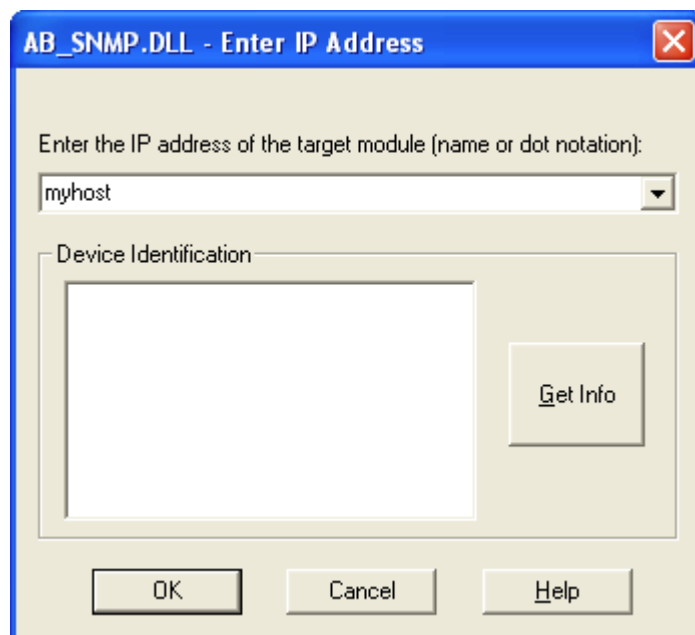 AB_SNMP.DLL - Enter IP Address
Enter the IP address of the target module (name or dot notation):
myhost
Device Identification
Get Info
OK Cancel Help